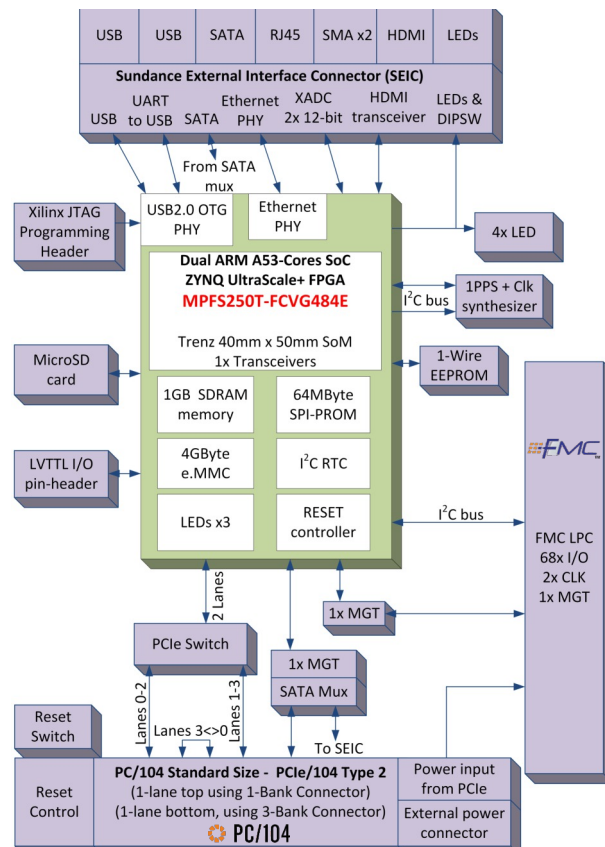 USB
USB
SATA
RJ45
SMA x2
HDMI
LEDs
Sundance External Interface Connector (SEIC)
USB
UART
to USB
SATA
Ethernet
PHY
XADC
2x 12-bit
HDMI
transceiver
LEDs &
DIPSW
From SATA
mux
Xilinx JTAG
Programming
Header
USB2.0 OTG
PHY
Ethernet
PHY
4x LED
Dual ARM A53-Cores SoC
ZYNQ UltraScale+ FPGA
MPFS250T-FCVG484E
Trenz 40mm x 50mm SoM
1x Transceivers
I²C bus
1PPS + Clk
synthesizer
MicroSD
card
1-Wire
EEPROM
1GB SDRAM
memory
64MByte
SPI-PROM
4GByte
e.MMC
I²C RTC
LVTTL I/O
pin-header
LEDs x3
RESET
controller
I²C bus
FMC
FMC LPC
68x I/O
2x CLK
1x MGT
2 Lanes
1x MGT
PCIe Switch
1x MGT
SATA Mux
Lanes 0-2
Lanes 3<>0
Lanes 1-3
To SEIC
Reset
Switch
Reset
Control
PC/104 Standard Size - PCIe/104 Type 2
(1-lane top using 1-Bank Connector)
(1-lane bottom, using 3-Bank Connector)
PC/104
Power input
from PCIe
External power
connector